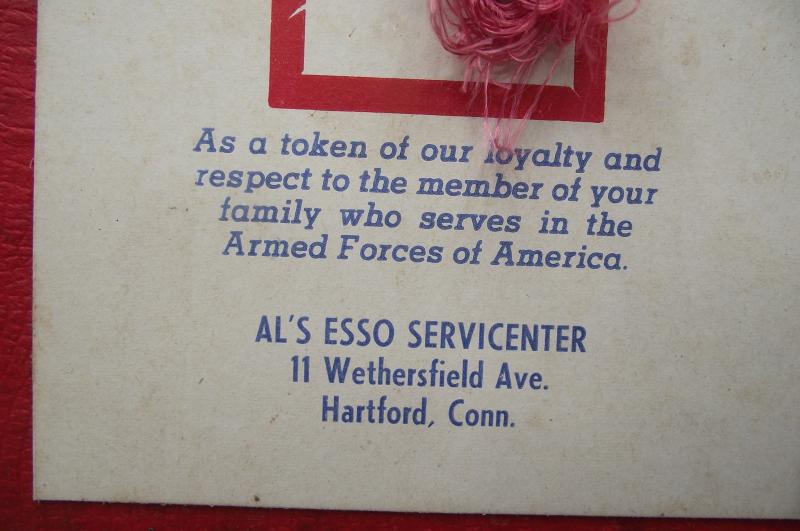 As a token of our loyalty and
respect to the member of your
family who serves in the
Armed Forces of America.
AL'S ESSO SERVICENTER
11 Wethersfield Ave.
Hartford, Conn.